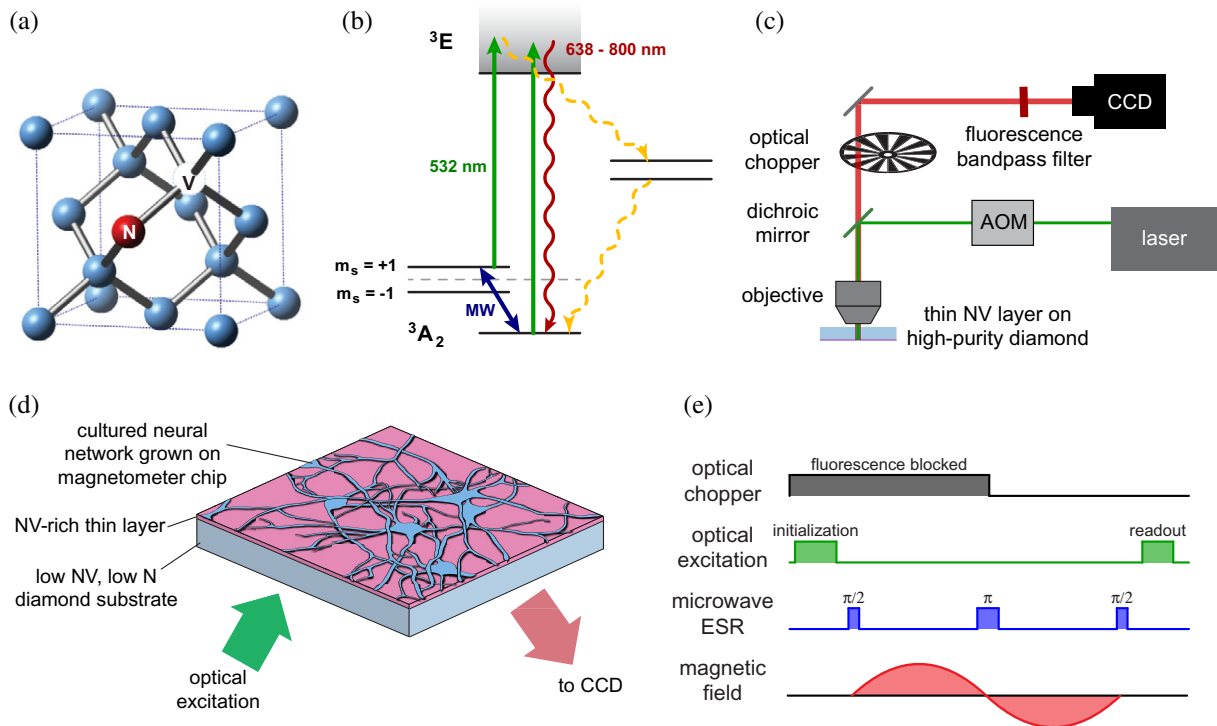 (a)
V
N
(b)
³E
638 - 800 nm
532 nm
mₛ = +1
mₛ = -1
MW
³A₂
(c)
CCD
optical
chopper
fluorescence
bandpass filter
dichroic
mirror
AOM
laser
objective
thin NV layer on
high-purity diamond
(d)
cultured neural
network grown on
magnetometer chip
NV-rich thin layer
low NV, low N
diamond substrate
optical
excitation
to CCD
(e)
optical
chopper
fluorescence blocked
optical
excitation
initialization
readout
microwave
ESR
π/2
π
π/2
magnetic
field